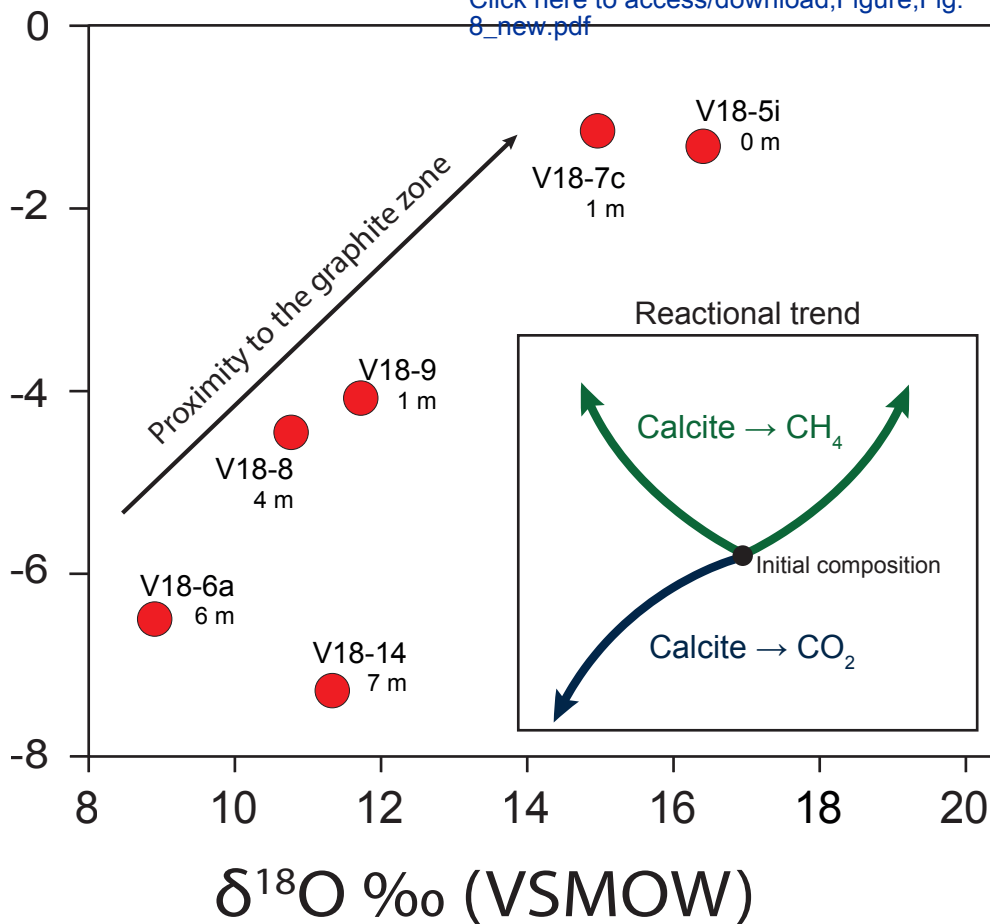 Click here to access/download;Figure;Fig.
8_new.pdf
0
-2
-4
-6
-8
V18-5i
0 m
V18-7c
1 m
Proximity to the graphite zone
V18-9
1 m
V18-8
4 m
V18-6a
6 m
V18-14
7 m
Reactional trend
Calcite → CH₄
Initial composition
Calcite → CO₂
8 10 12 14 16 18 20
δ¹⁸O ‰ (VSMOW)